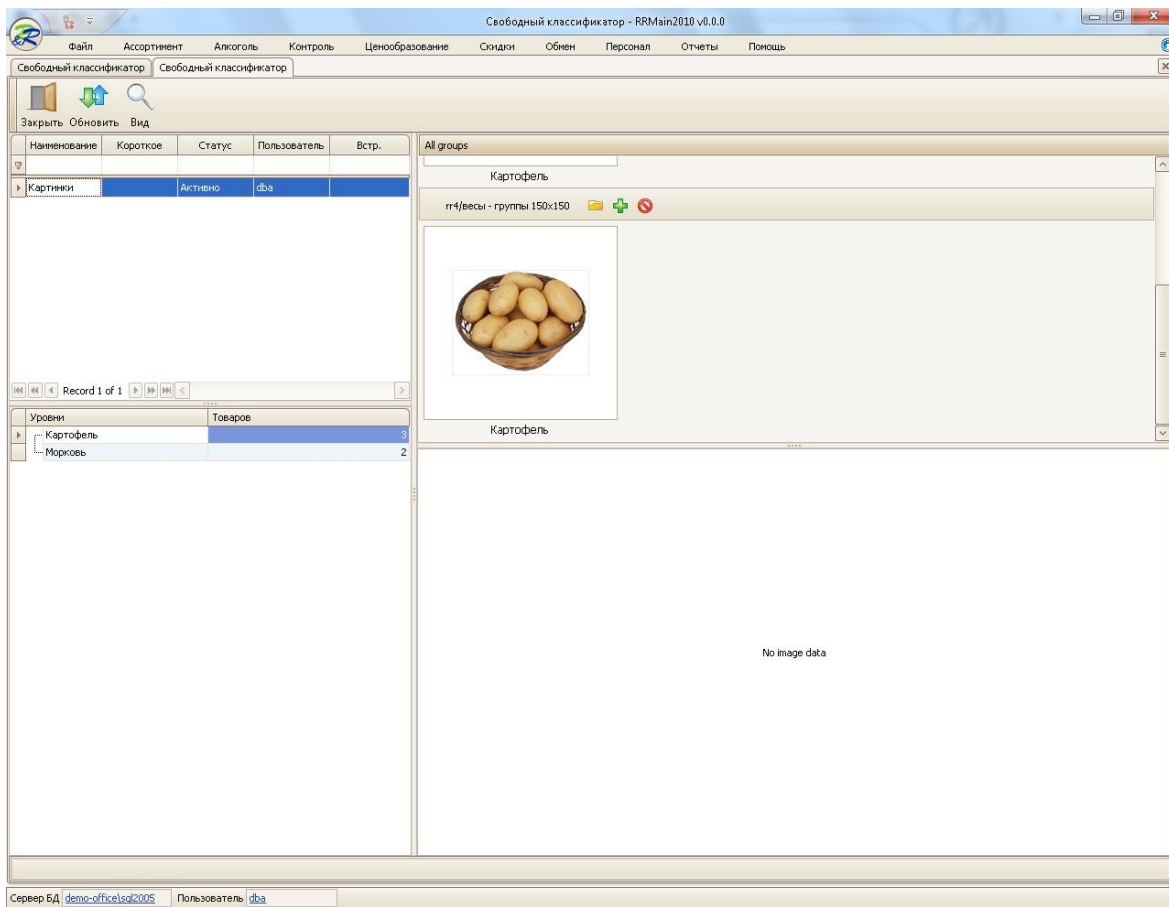 Свободный классификатор - RRMain2010 v0.0.0
&R
Файл Ассортимент Алкоголь Контроль Ценообразование Скидки Обмен Персонал Отчеты Помощь
Свободный классификатор Свободный классификатор
Закрыть Обновить Вид
Наименование Короткое Статус Пользователь Встр.
Картинки Активно dba
Record 1 of 1
Уровни Товаров
Картофель 3
Морковь 2
All groups
Картофель
rr4/весы - группы 150x150
Картофель
No image data
Сервер БД demo-office\sql2005 Пользователь dba